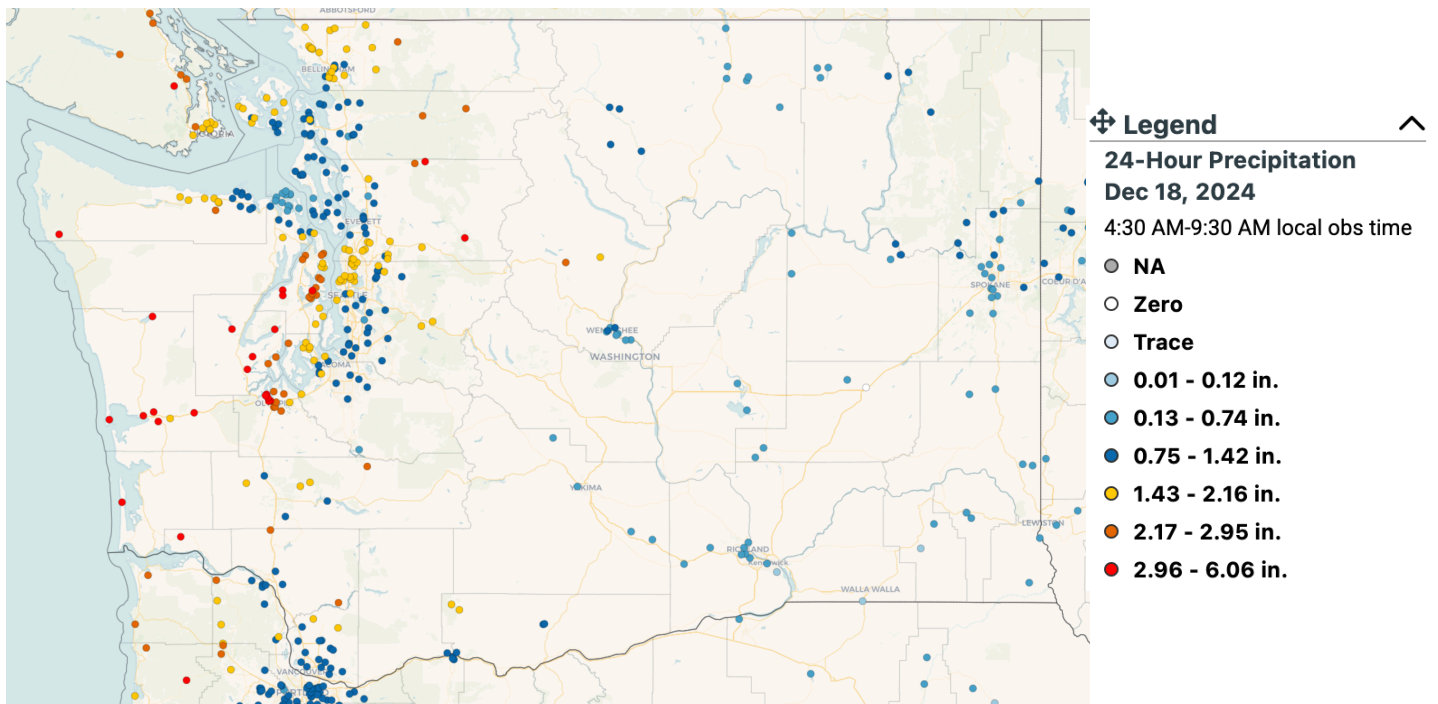 ABBOTSFORD
BELLINGHAM
VICTORIA
EVERETT
SEATTLE
SPOKANE
COEUR D'A
WENATCHEE
WASHINGTON
TACOMA
OLYMPIA
YAKIMA
LEWISTON
RICHLAND
Kennewick
WALLA WALLA
VANCOUVER
PORTLAND
Legend
24-Hour Precipitation
Dec 18, 2024
4:30 AM-9:30 AM local obs time
NA
Zero
Trace
0.01 - 0.12 in.
0.13 - 0.74 in.
0.75 - 1.42 in.
1.43 - 2.16 in.
2.17 - 2.95 in.
2.96 - 6.06 in.